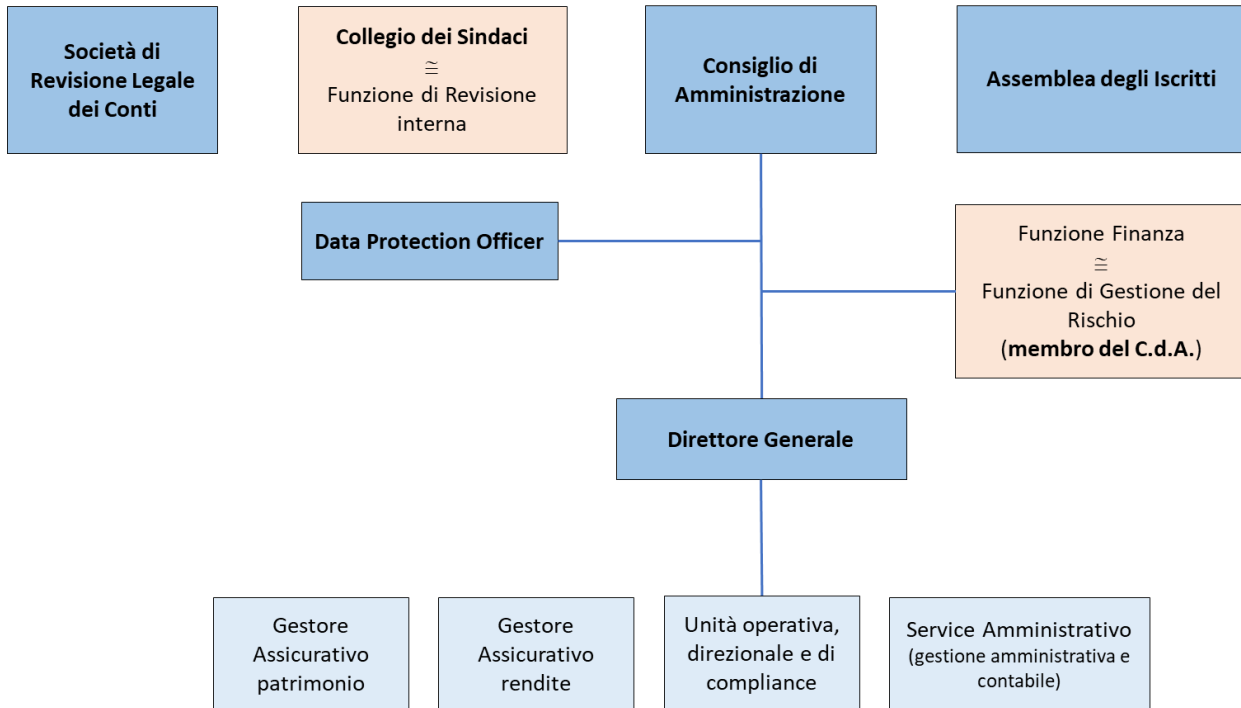 Società di
Revisione Legale
dei Conti
Collegio dei Sindaci
≅
Funzione di Revisione
interna
Consiglio di
Amministrazione
Assemblea degli Iscritti
Data Protection Officer
Funzione Finanza
≅
Funzione di Gestione del
Rischio
(membro del C.d.A.)
Direttore Generale
Gestore
Assicurativo
patrimonio
Gestore
Assicurativo
rendite
Unità operativa,
direzionale e di
compliance
Service Amministrativo
(gestione amministrativa e
contabile)